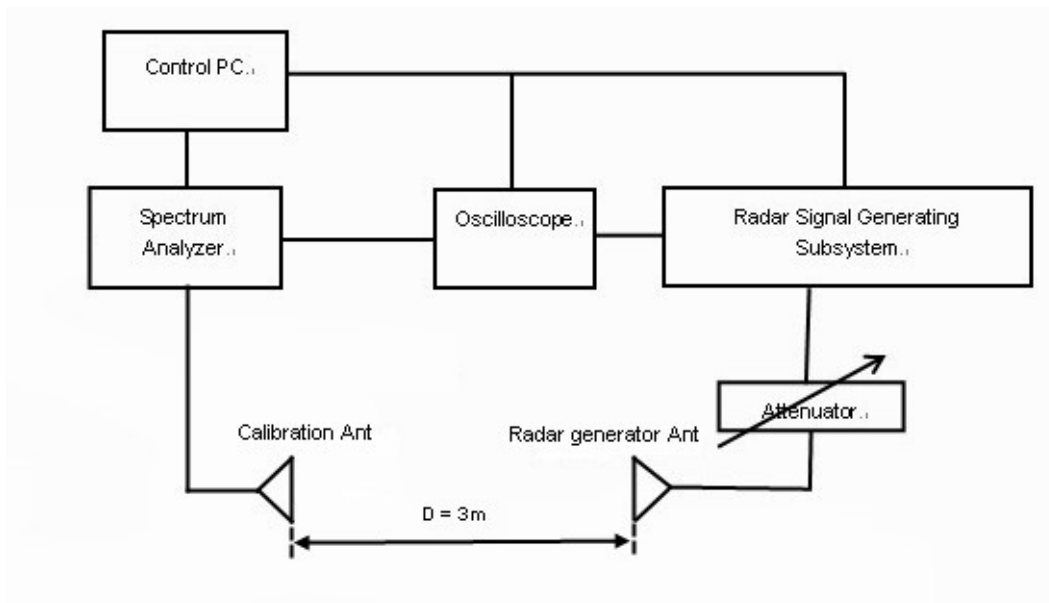 Control PC
Spectrum
Analyzer
Oscilloscope
Radar Signal Generating
Subsystem
Attenuator
Calibration Ant
Radar generator Ant
D = 3m